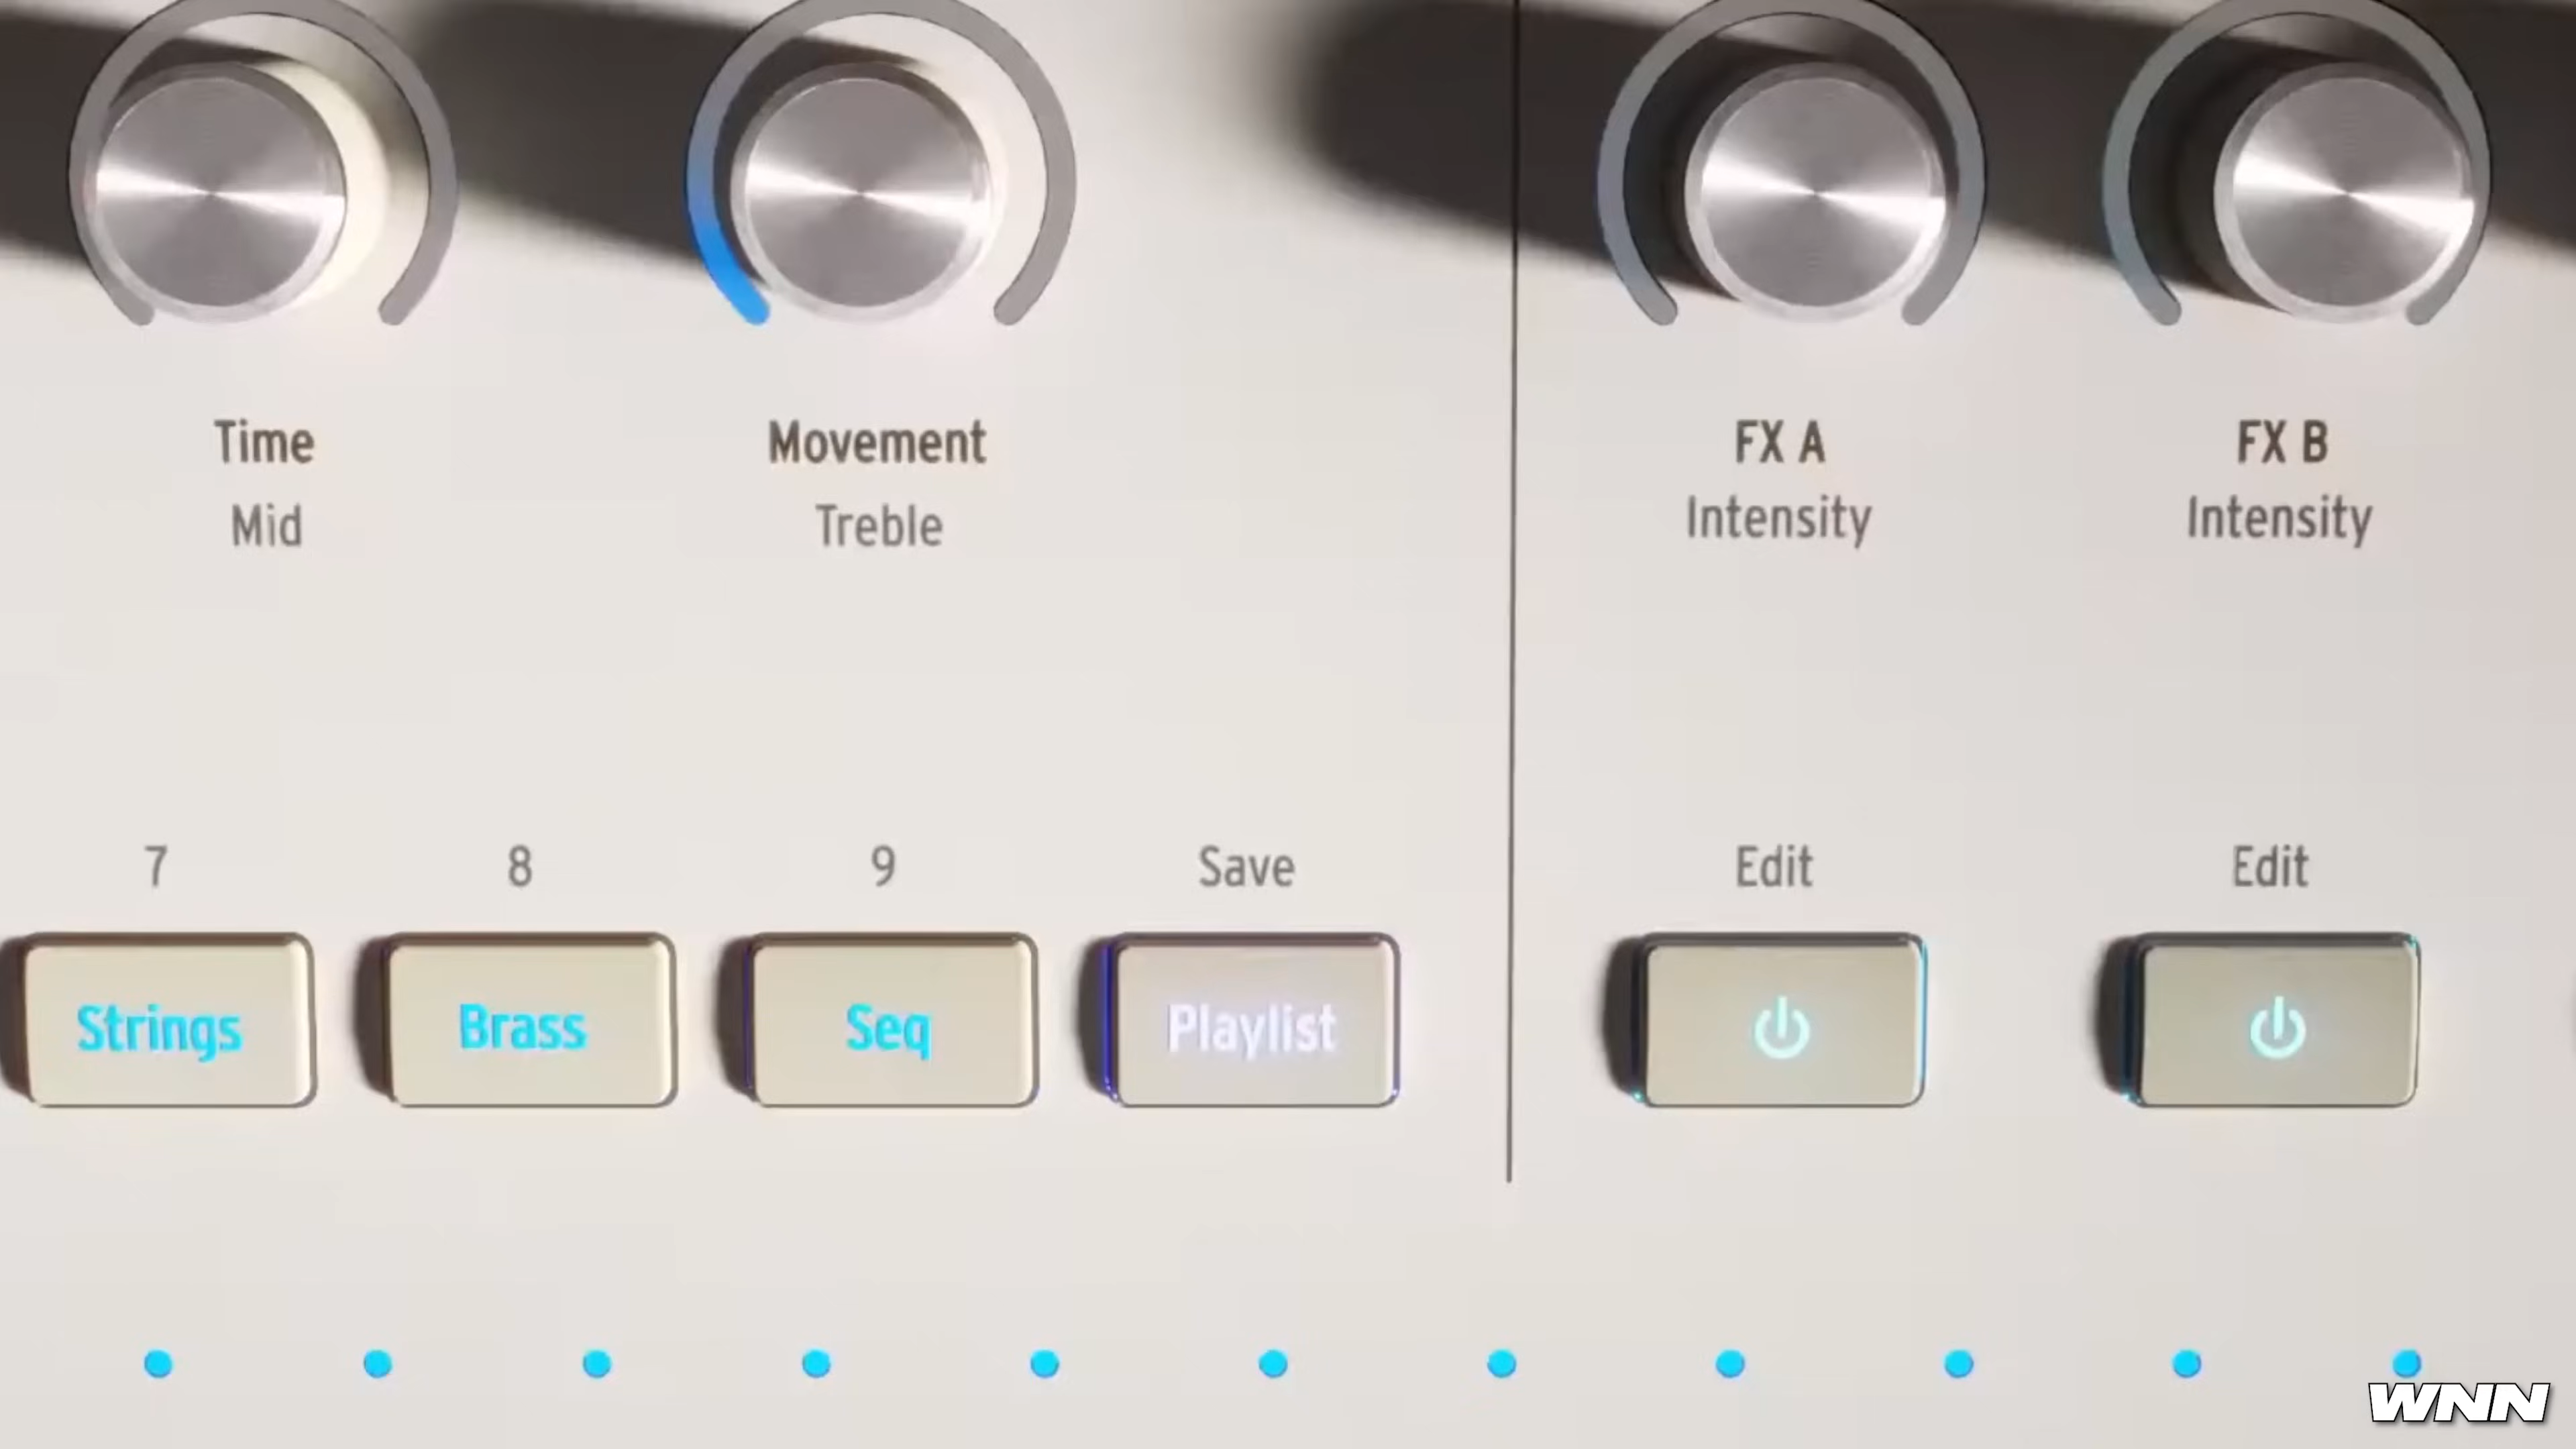 Time
Mid
Movement
Treble
FX A
Intensity
FX B
Intensity
7
8
9
Save
Edit
Edit
Strings
Brass
Seq
Playlist
WNN